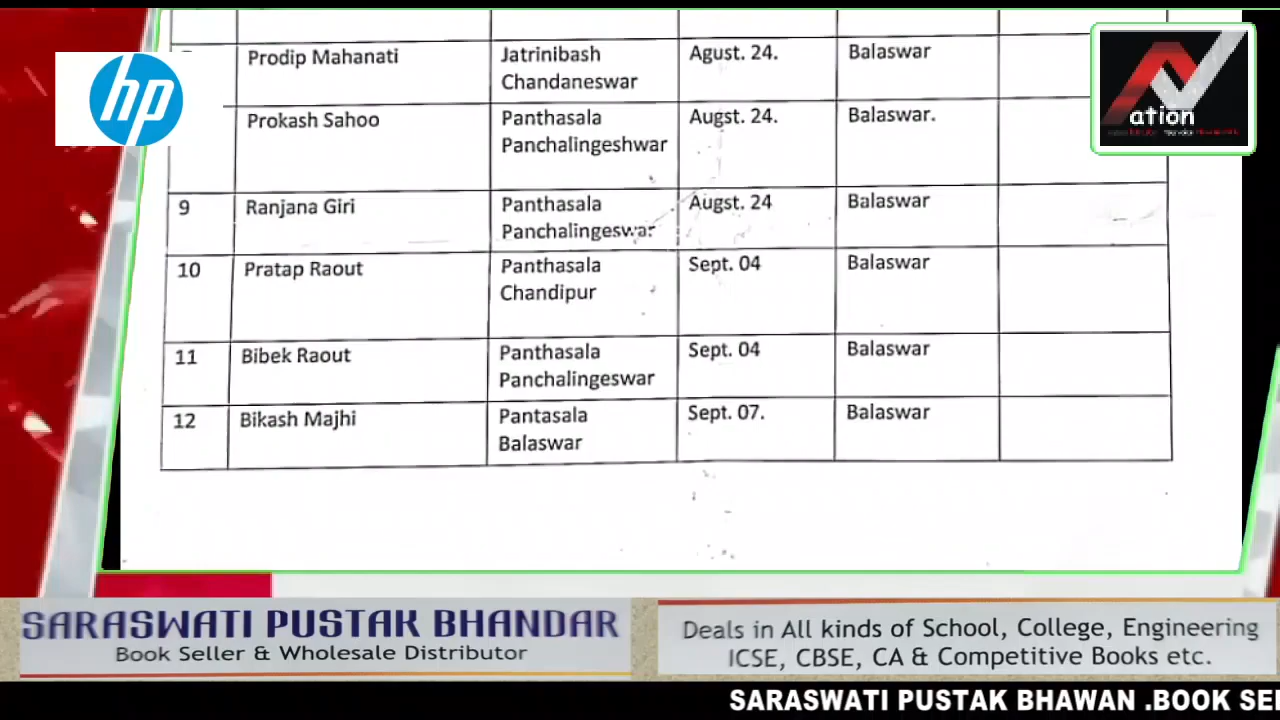 hp
Prodip Mahanati
Jatrinibash
Chandaneswar
Agust. 24.
Balaswar
Prokash Sahoo
Panthasala
Panchalingeshwar
Augst. 24.
Balaswar.
9
Ranjana Giri
Panthasala
Panchalingeswar
Augst. 24
Balaswar
10
Pratap Raout
Panthasala
Chandipur
Sept. 04
Balaswar
11
Bibek Raout
Panthasala
Panchalingeswar
Sept. 04
Balaswar
12
Bikash Majhi
Pantasala
Balaswar
Sept. 07.
Balaswar
N
ation
SARASWATI PUSTAK BHANDAR
Book Seller & Wholesale Distributor
Deals in All kinds of School, College, Engineering
ICSE, CBSE, CA & Competitive Books etc.
SARASWATI PUSTAK BHAWAN .BOOK SE